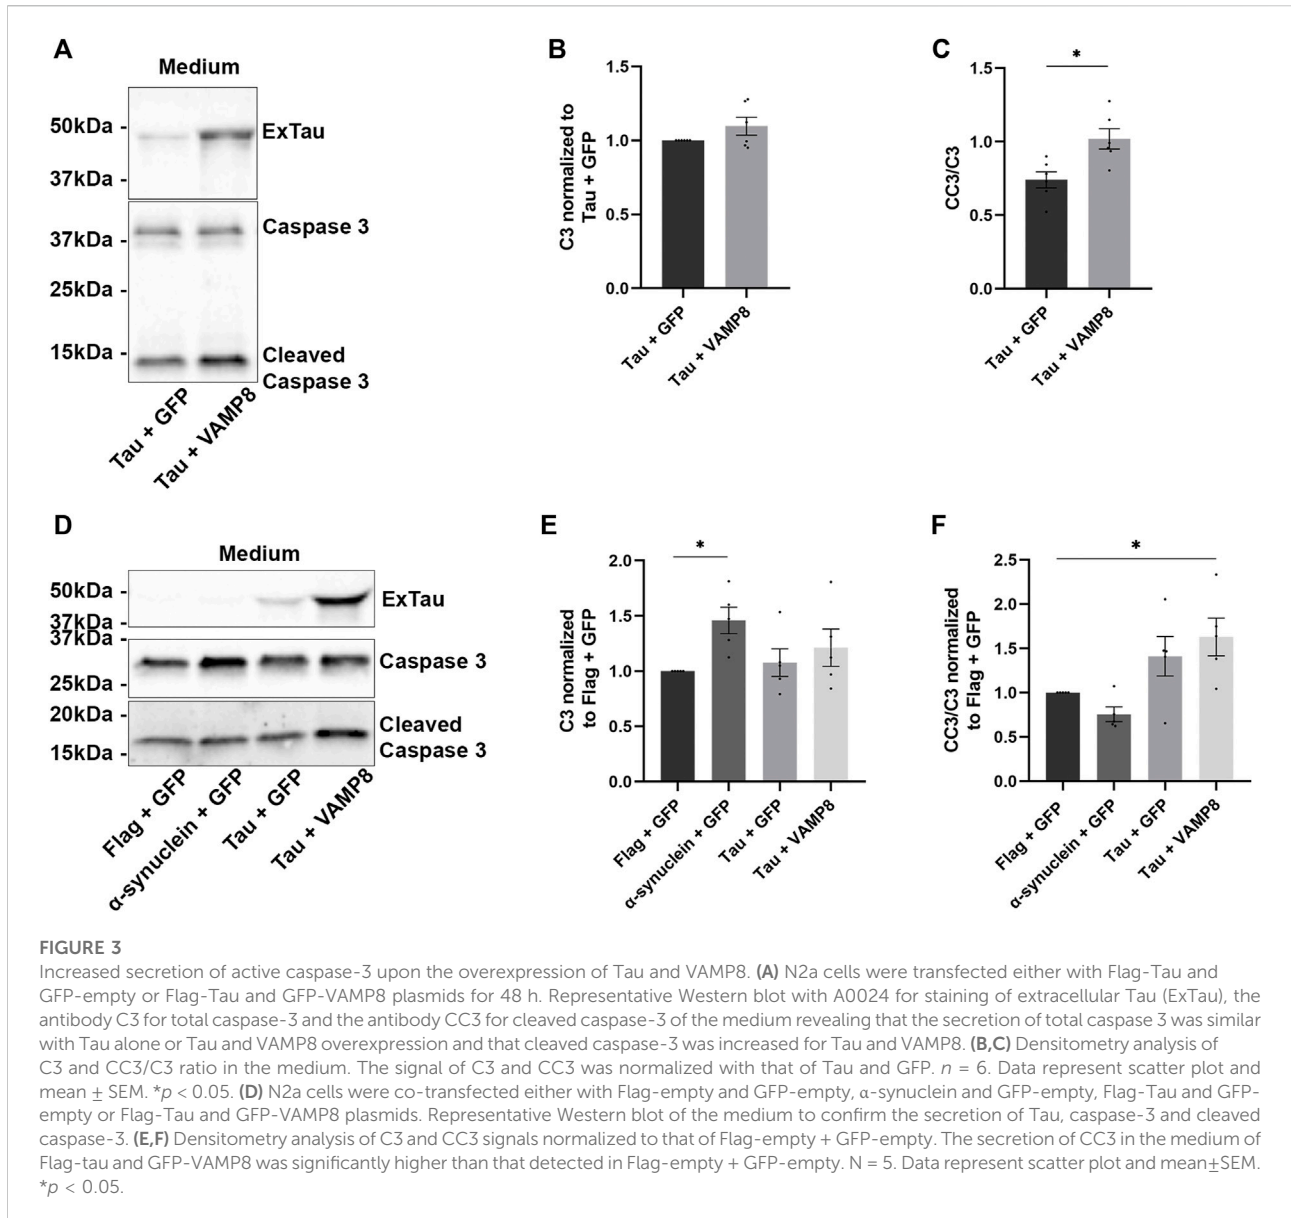 A
Medium
50kDa -
ExTau
37kDa -
Caspase 3
37kDa -
25kDa -
15kDa -
Cleaved
Caspase 3
Tau + GFP
Tau + VAMP8
B
C3 normalized to
Tau + GFP
1.5
1.0
0.5
0.0
Tau + GFP
Tau + VAMP8
C
*
CC3/C3
1.5
1.0
0.5
0.0
Tau + GFP
Tau + VAMP8
D
Medium
50kDa -
ExTau
37kDa -
37kDa -
Caspase 3
25kDa -
20kDa -
Cleaved
Caspase 3
15kDa -
Flag + GFP
α-synuclein + GFP
Tau + GFP
Tau + VAMP8
E
*
C3 normalized
to Flag + GFP
2.0
1.5
1.0
0.5
0.0
Flag + GFP
α-synuclein + GFP
Tau + GFP
Tau + VAMP8
F
*
CC3/C3 normalized
to Flag + GFP
2.5
2.0
1.5
1.0
0.5
0.0
Flag + GFP
α-synuclein + GFP
Tau + GFP
Tau + VAMP8
FIGURE 3
Increased secretion of active caspase-3 upon the overexpression of Tau and VAMP8. (A) N2a cells were transfected either with Flag-Tau and
GFP-empty or Flag-Tau and GFP-VAMP8 plasmids for 48 h. Representative Western blot with A0024 for staining of extracellular Tau (ExTau), the
antibody C3 for total caspase-3 and the antibody CC3 for cleaved caspase-3 of the medium revealing that the secretion of total caspase 3 was similar
with Tau alone or Tau and VAMP8 overexpression and that cleaved caspase-3 was increased for Tau and VAMP8. (B,C) Densitometry analysis of
C3 and CC3/C3 ratio in the medium. The signal of C3 and CC3 was normalized with that of Tau and GFP. n = 6. Data represent scatter plot and
mean ± SEM. *p < 0.05. (D) N2a cells were co-transfected either with Flag-empty and GFP-empty, α-synuclein and GFP-empty, Flag-Tau and GFP-
empty or Flag-Tau and GFP-VAMP8 plasmids. Representative Western blot of the medium to confirm the secretion of Tau, caspase-3 and cleaved
caspase-3. (E,F) Densitometry analysis of C3 and CC3 signals normalized to that of Flag-empty + GFP-empty. The secretion of CC3 in the medium of
Flag-tau and GFP-VAMP8 was significantly higher than that detected in Flag-empty + GFP-empty. N = 5. Data represent scatter plot and mean±SEM.
*p < 0.05.